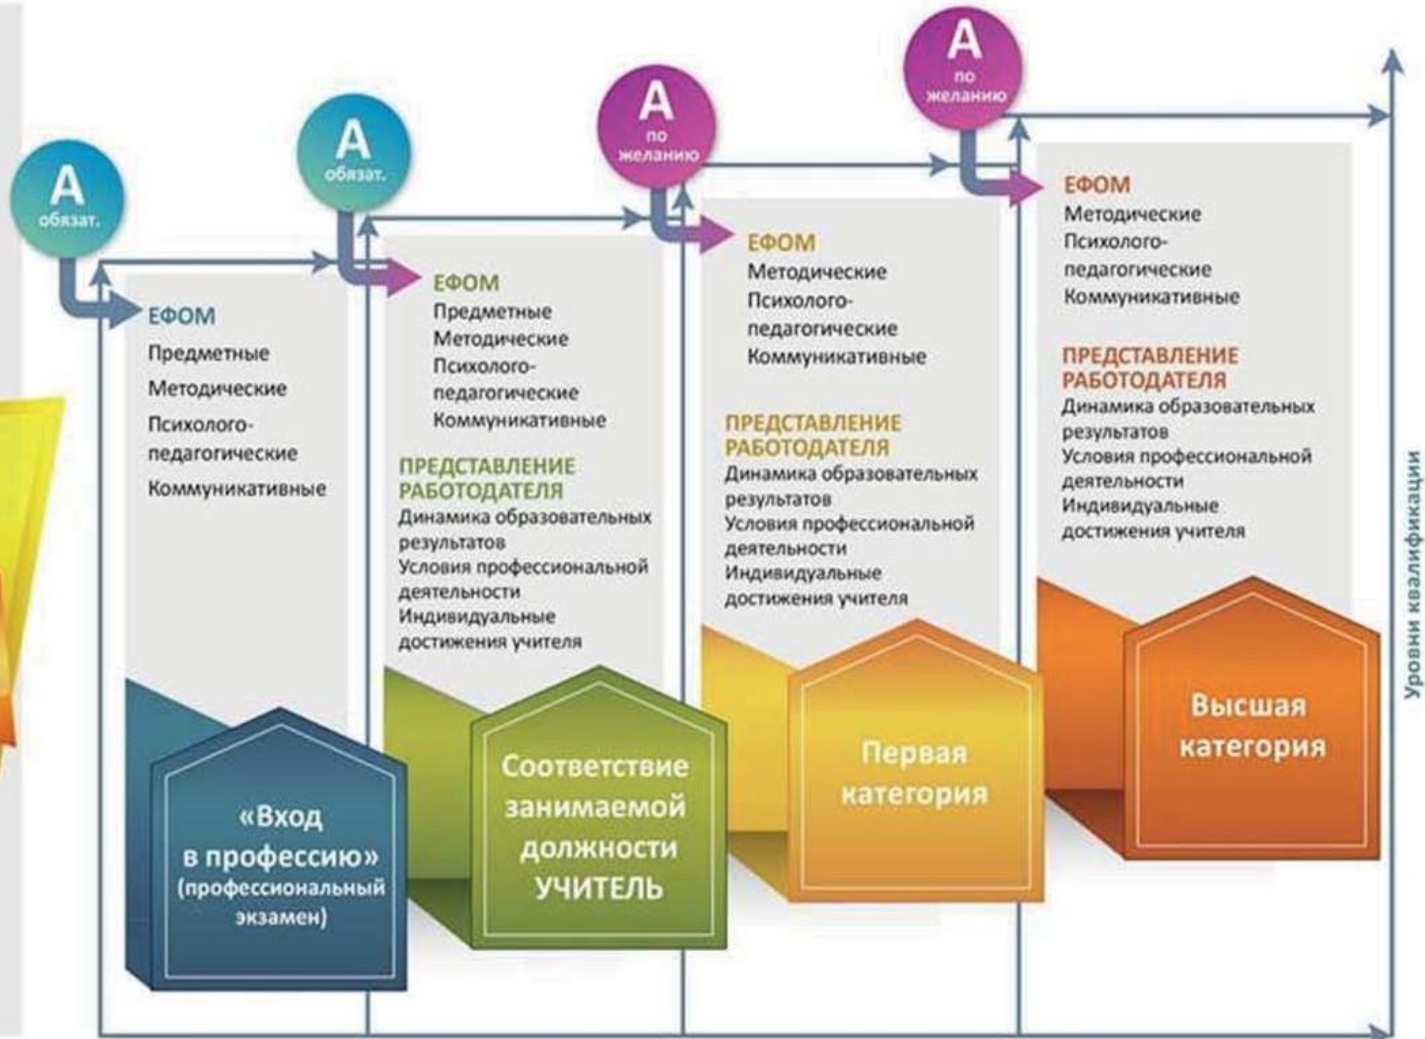 А
обязат.
ЕФОМ
Предметные
Методические
Психолого-
педагогические
Коммуникативные
«Вход
в профессию»
(профессиональный
экзамен)
А
обязат.
ЕФОМ
Предметные
Методические
Психолого-
педагогические
Коммуникативные
ПРЕДСТАВЛЕНИЕ
РАБОТОДАТЕЛЯ
Динамика образовательных
результатов
Условия профессиональной
деятельности
Индивидуальные
достижения учителя
Соответствие
занимаемой
должности
УЧИТЕЛЬ
А
по
желанию
ЕФОМ
Методические
Психолого-
педагогические
Коммуникативные
ПРЕДСТАВЛЕНИЕ
РАБОТОДАТЕЛЯ
Динамика образовательных
результатов
Условия профессиональной
деятельности
Индивидуальные
достижения учителя
Первая
категория
А
по
желанию
ЕФОМ
Методические
Психолого-
педагогические
Коммуникативные
ПРЕДСТАВЛЕНИЕ
РАБОТОДАТЕЛЯ
Динамика образовательных
результатов
Условия профессиональной
деятельности
Индивидуальные
достижения учителя
Высшая
категория
Уровни квалификации